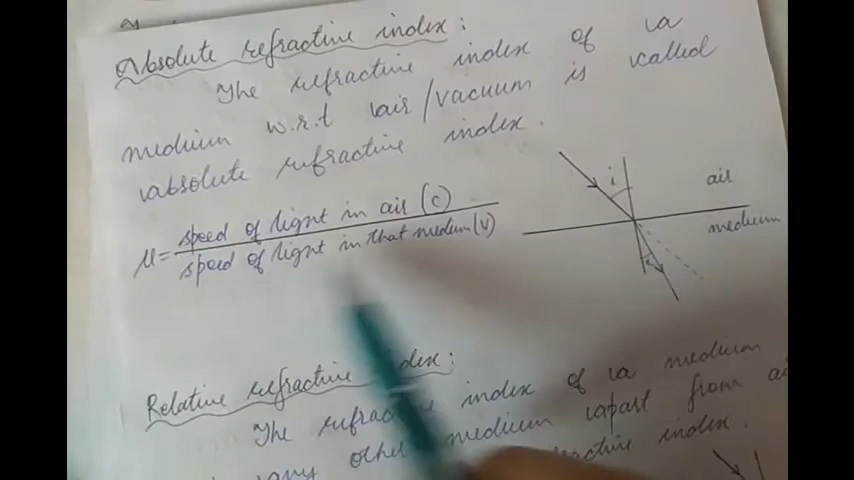 Absolute refractive index :
The refractive index of a
medium w.r.t air/vacuum is called
absolute refractive index.
μ = speed of light in air (c)
speed of light in that medium (v)
i
air
medium
r
Relative refractive index :
The refractive index of a medium
any other medium apart from
refractive index.